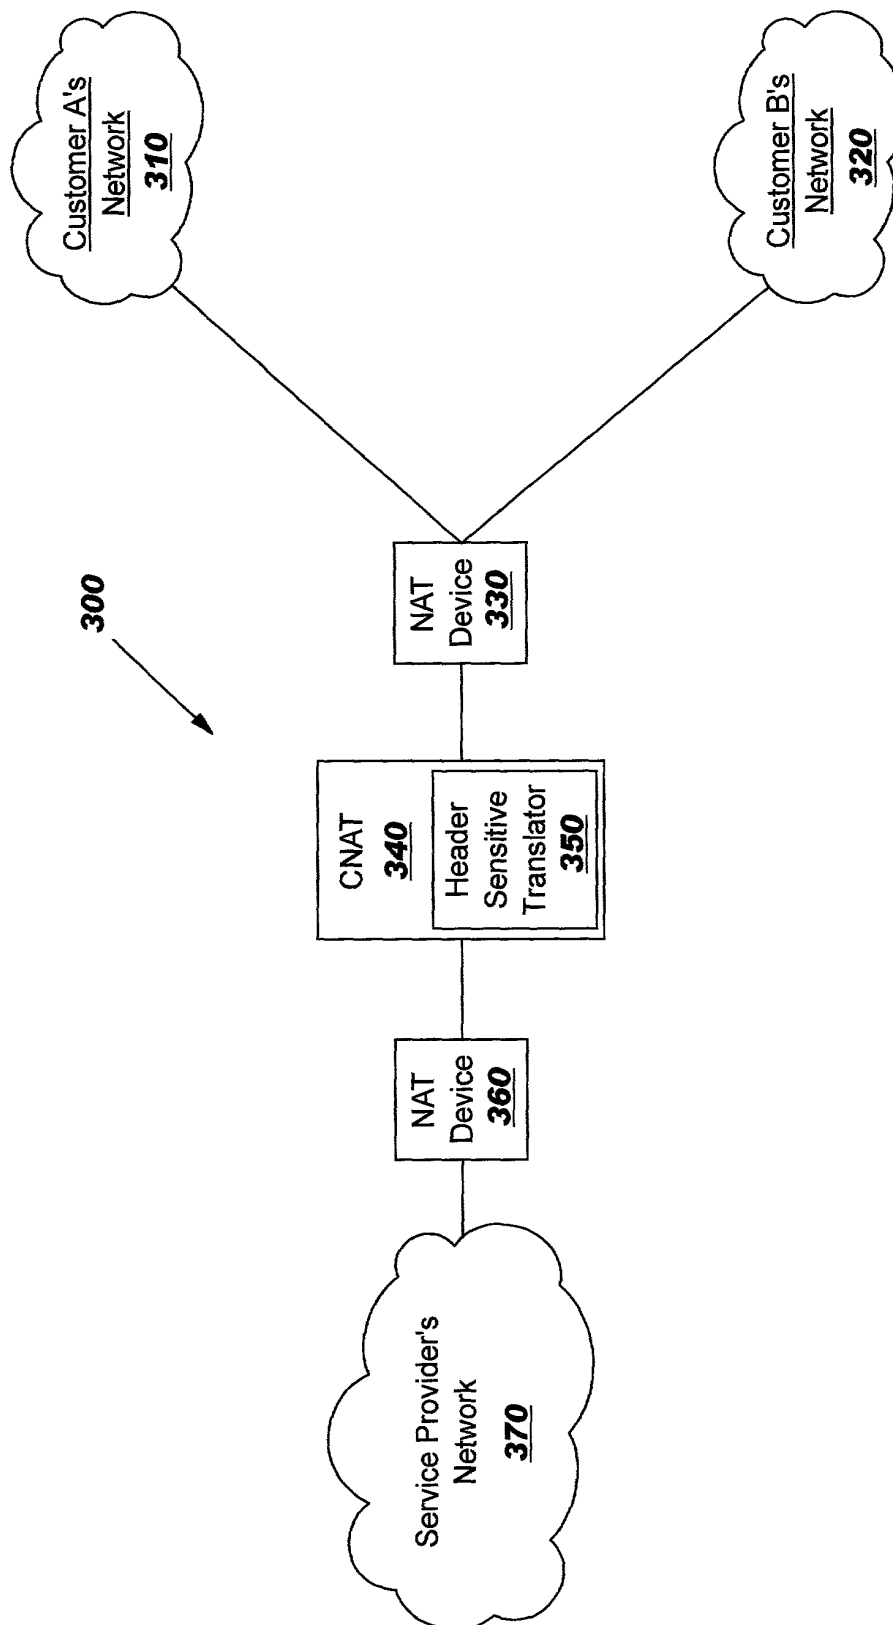 Customer A's
Network
310
Customer B's
Network
320
300
NAT
Device
330
CNAT
340
Header
Sensitive
Translator
350
NAT
Device
360
Service Provider's
Network
370